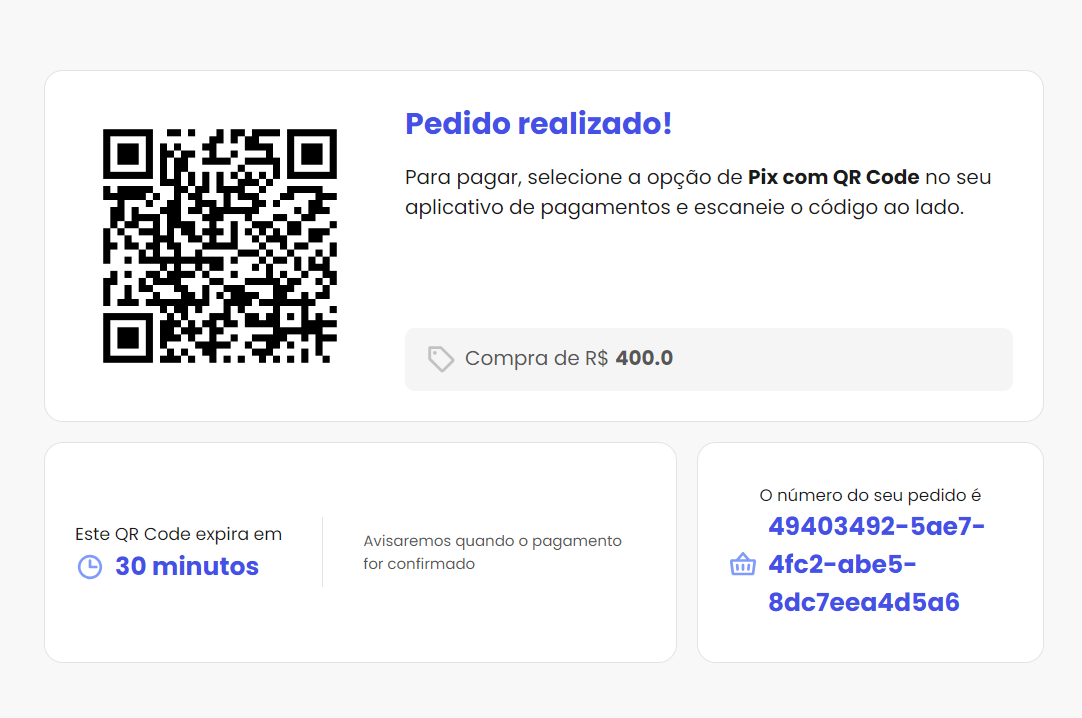 Pedido realizado!
Para pagar, selecione a opção de Pix com QR Code no seu
aplicativo de pagamentos e escaneie o código ao lado.
Compra de R$ 400.0
Este QR Code expira em
30 minutos
Avisaremos quando o pagamento
for confirmado
O número do seu pedido é
49403492-5ae7-
4fc2-abe5-
8dc7eea4d5a6